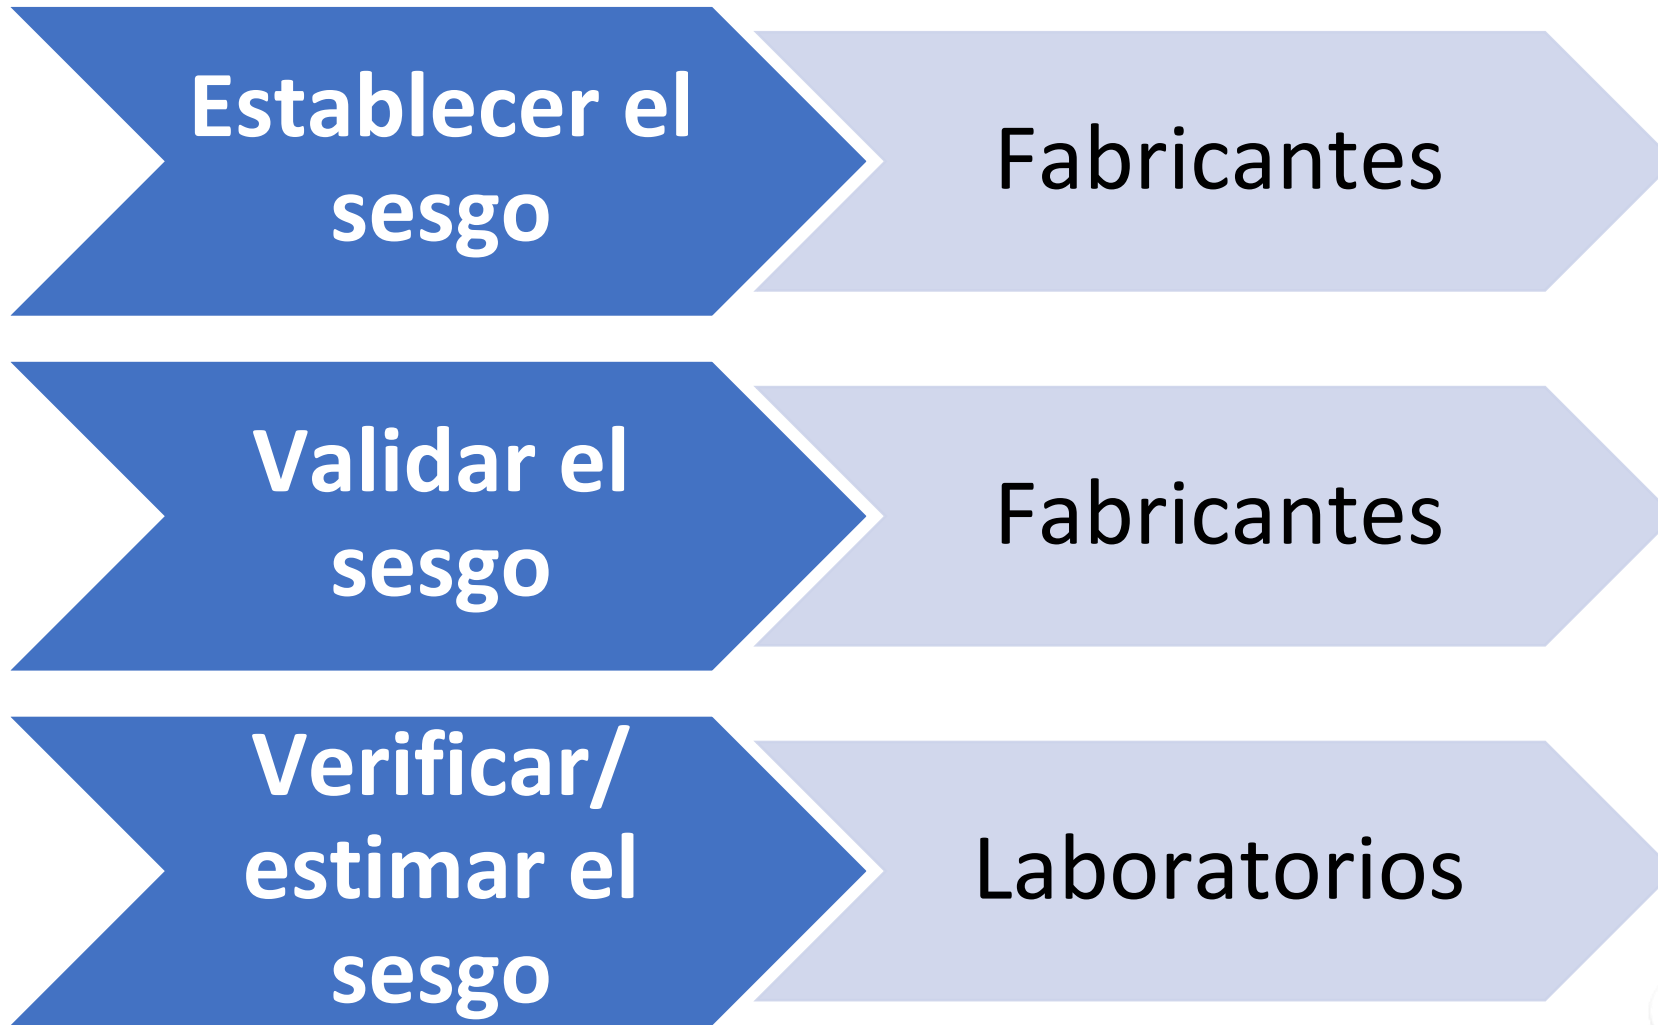 Establecer el
sesgo
Fabricantes
Validar el
sesgo
Fabricantes
Verificar/
estimar el
sesgo
Laboratorios